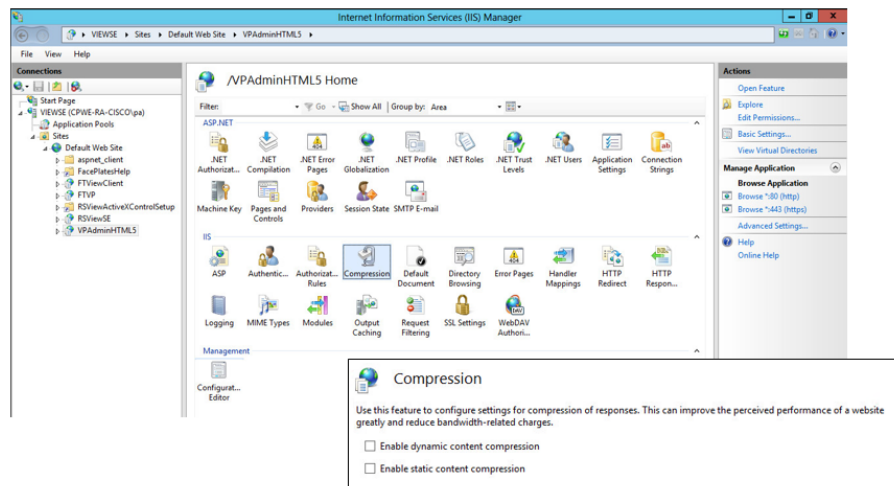 Internet Information Services (IIS) Manager
VIEWSE ▸ Sites ▸ Default Web Site ▸ VPAdminHTML5 ▸
File View Help
Connections
Start Page
VIEWSE (CPWE-RA-CISCO\pa)
Application Pools
Sites
Default Web Site
aspnet_client
FacePlatesHelp
FTViewClient
FTVP
RSViewActiveXControlSetup
RSViewSE
VPAdminHTML5
/VPAdminHTML5 Home
Filter: Go Show All Group by: Area
ASP.NET
.NET Authorizat...
.NET Compilation
.NET Error Pages
.NET Globalization
.NET Profile
.NET Roles
.NET Trust Levels
.NET Users
Application Settings
Connection Strings
Machine Key
Pages and Controls
Providers
Session State
SMTP E-mail
IIS
ASP
Authentic...
Authorizat... Rules
Compression
Default Document
Directory Browsing
Error Pages
Handler Mappings
HTTP Redirect
HTTP Respon...
Logging
MIME Types
Modules
Output Caching
Request Filtering
SSL Settings
WebDAV Authori...
Management
Configurat... Editor
Actions
Open Feature
Explore
Edit Permissions...
Basic Settings...
View Virtual Directories
Manage Application
Browse Application
Browse *:80 (http)
Browse *:443 (https)
Advanced Settings...
Help
Online Help
Compression
Use this feature to configure settings for compression of responses. This can improve the perceived performance of a website
greatly and reduce bandwidth-related charges.
Enable dynamic content compression
Enable static content compression